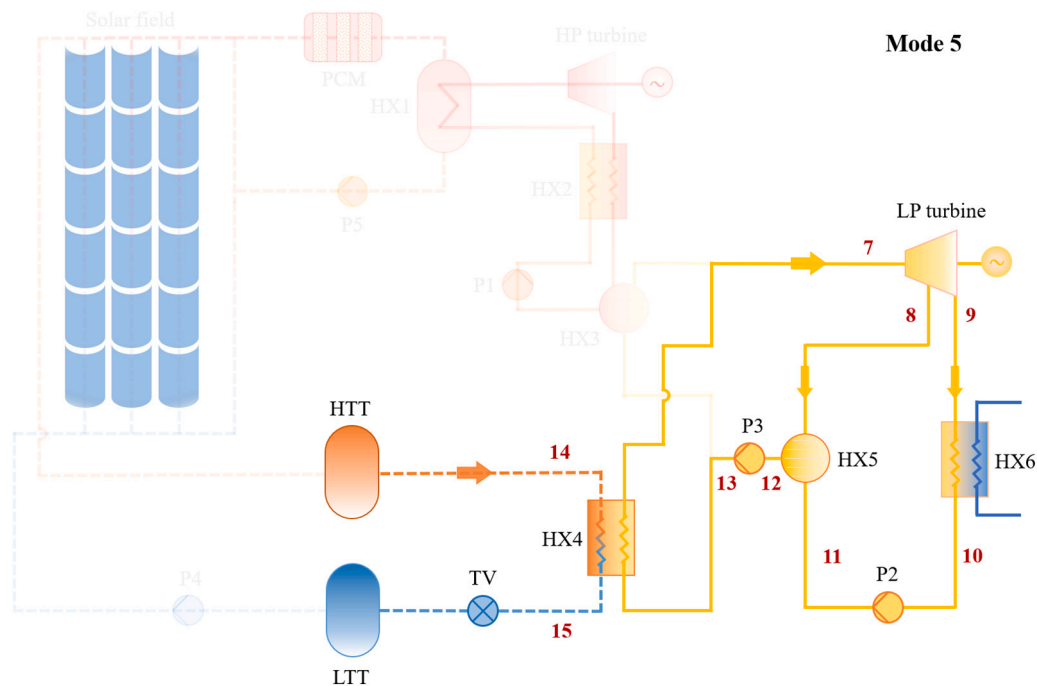 Solar field
HP turbine
Mode 5
PCM
HX1
HX2
P5
LP turbine
7
P1
8
9
HX3
HTT
P3
14
HX5
HX6
13
12
HX4
11
10
P4
TV
P2
15
LTT